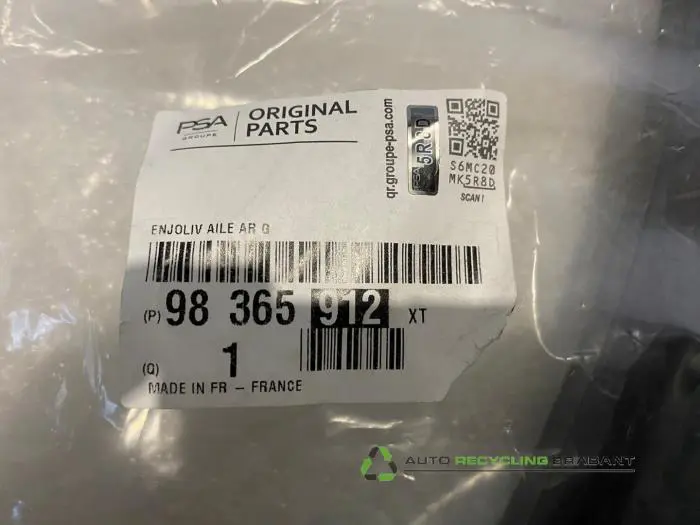 PSA
GROUPE
ORIGINAL
PARTS
qr.groupe-psa.com
5R8D
S6MC20
MK5R8D
SCAN!
ENJOLIV AILE AR G
(P) 98 365 912 XT
(Q) 1
MADE IN FR - FRANCE
AUTO RECYCLING BRABANT